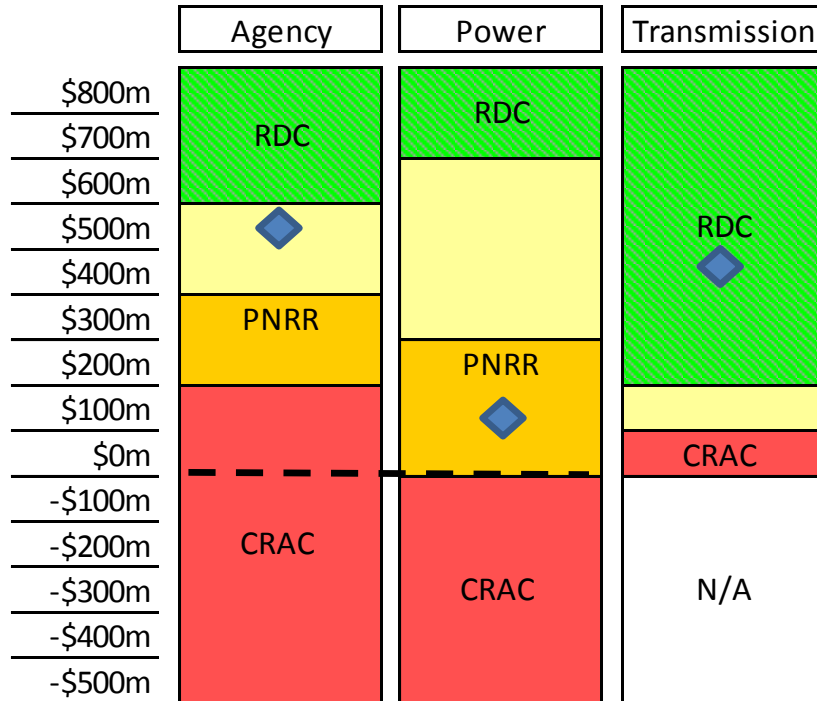 Agency Power Transmission
$800m
RDC
$700m RDC
$600m
$500m RDC
$400m
$300m PNRR
$200m PNRR
$100m
$0m CRAC
-$100m
-$200m CRAC
-$300m CRAC N/A
-$400m
-$500m